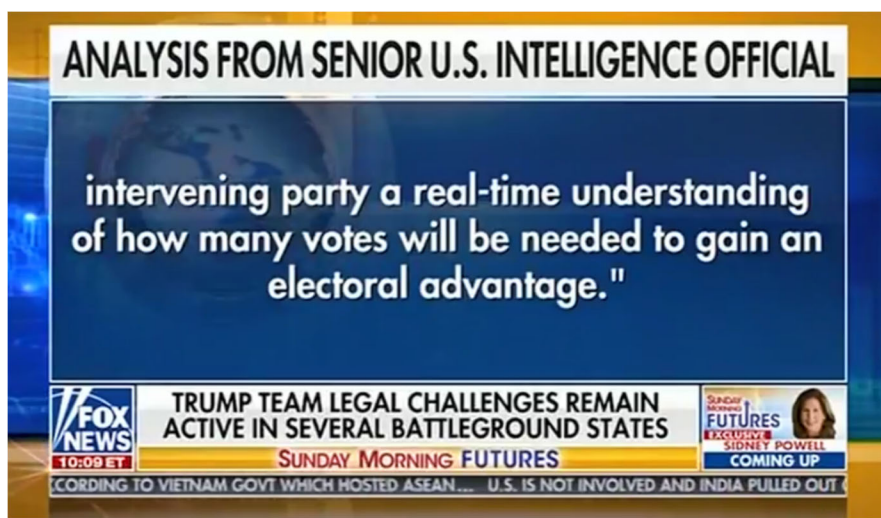 ANALYSIS FROM SENIOR U.S. INTELLIGENCE OFFICIAL
intervening party a real-time understanding
of how many votes will be needed to gain an
electoral advantage."
FOX
NEWS
10:09 ET
TRUMP TEAM LEGAL CHALLENGES REMAIN
ACTIVE IN SEVERAL BATTLEGROUND STATES
SUNDAY MORNING FUTURES
SUNDAY
MORNING
FUTURES
EXCLUSIVE
SIDNEY POWELL
COMING UP
CORDING TO VIETNAM GOVT WHICH HOSTED ASEAN... U.S. IS NOT INVOLVED AND INDIA PULLED OUT